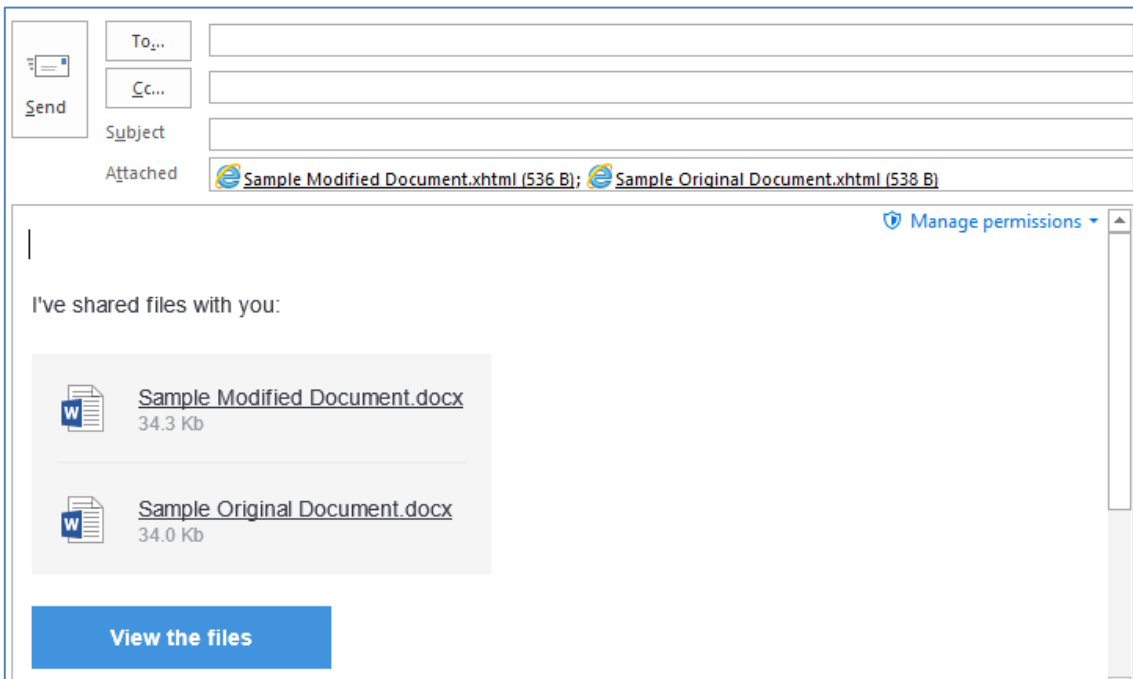 To...
Cc...
Send
Subject
Attached
Sample Modified Document.xhtml (536 B); Sample Original Document.xhtml (538 B)
Manage permissions
I've shared files with you:
W
Sample Modified Document.docx
34.3 Kb
W
Sample Original Document.docx
34.0 Kb
View the files